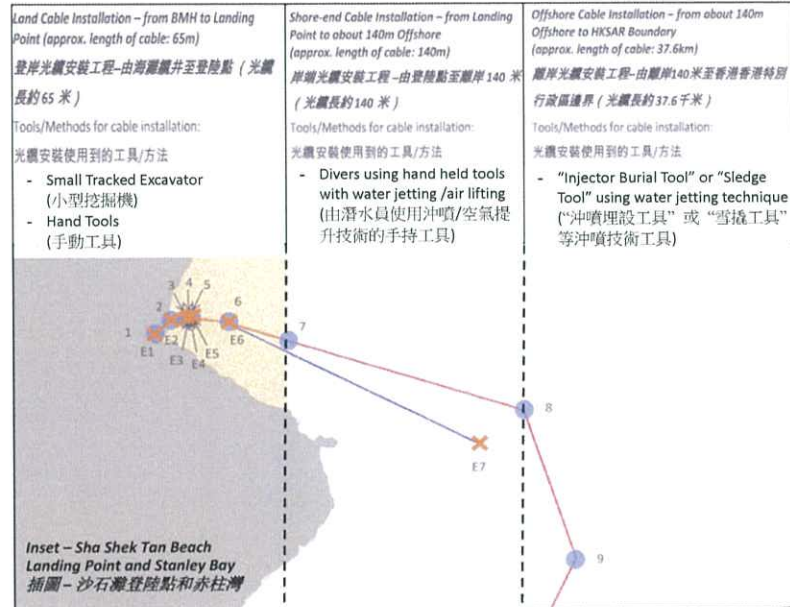 Land Cable Installation – from BMH to Landing
Point (approx. length of cable: 65m)
登岸光纜安裝工程–由海灘纜井至登陸點（光纜
長約 65 米）
Tools/Methods for cable installation:
光纜安裝使用到的工具/方法
- Small Tracked Excavator
(小型挖掘機)
- Hand Tools
(手動工具)
Shore-end Cable Installation – from Landing
Point to about 140m Offshore
(approx. length of cable: 140m)
岸端光纜安裝工程 –由登陸點至離岸 140 米
（光纜長約 140 米）
Tools/Methods for cable installation:
光纜安裝使用到的工具/方法
- Divers using hand held tools
with water jetting /air lifting
(由潛水員使用沖噴/空氣提
升技術的手持工具)
Offshore Cable Installation – from obout 140m
Offshore to HKSAR Boundary
(approx. length of cable: 37.6km)
離岸光纜安裝工程 – 由離岸140米至香港香港特別
行政區邊界（光纜長約37.6千米）
Tools/Methods for cable installation:
光纜安裝使用到的工具/方法
- "Injector Burial Tool" or "Sledge
Tool" using water jetting technique
("沖噴埋設工具" 或 "雪撬工具"
等沖噴技術工具)
1
2
3
4
5
6
7
8
9
E1
E2
E3
E4
E5
E6
E7
Inset – Sha Shek Tan Beach
Landing Point and Stanley Bay
插圖 – 沙石灘登陸點和赤柱灣